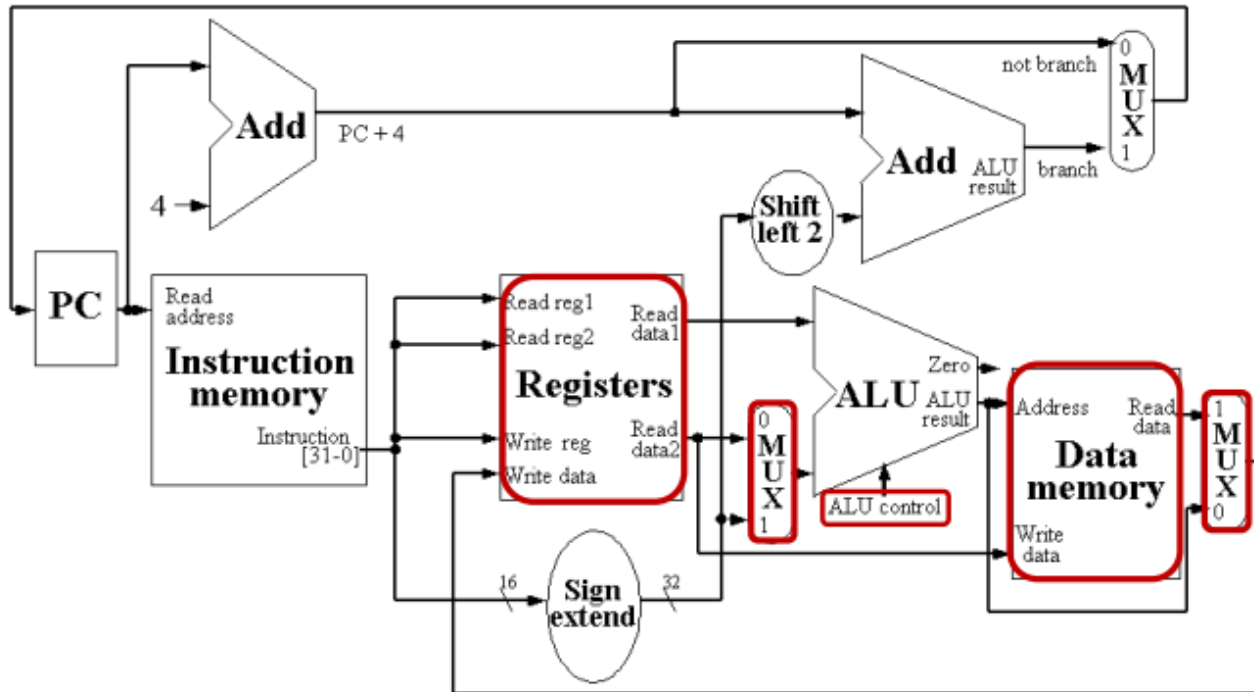 Add
PC + 4
4
not branch
0
M
U
X
1
branch
Add
ALU
result
Shift
left 2
PC
Read
address
Instruction
memory
Instruction
[31-0]
Read reg1
Read reg2
Registers
Write reg
Write data
Read
data1
Read
data2
0
M
U
X
1
ALU
Zero
ALU
result
ALU control
Address
Read
data
Data
memory
Write
data
1
M
U
X
0
16
Sign
extend
32